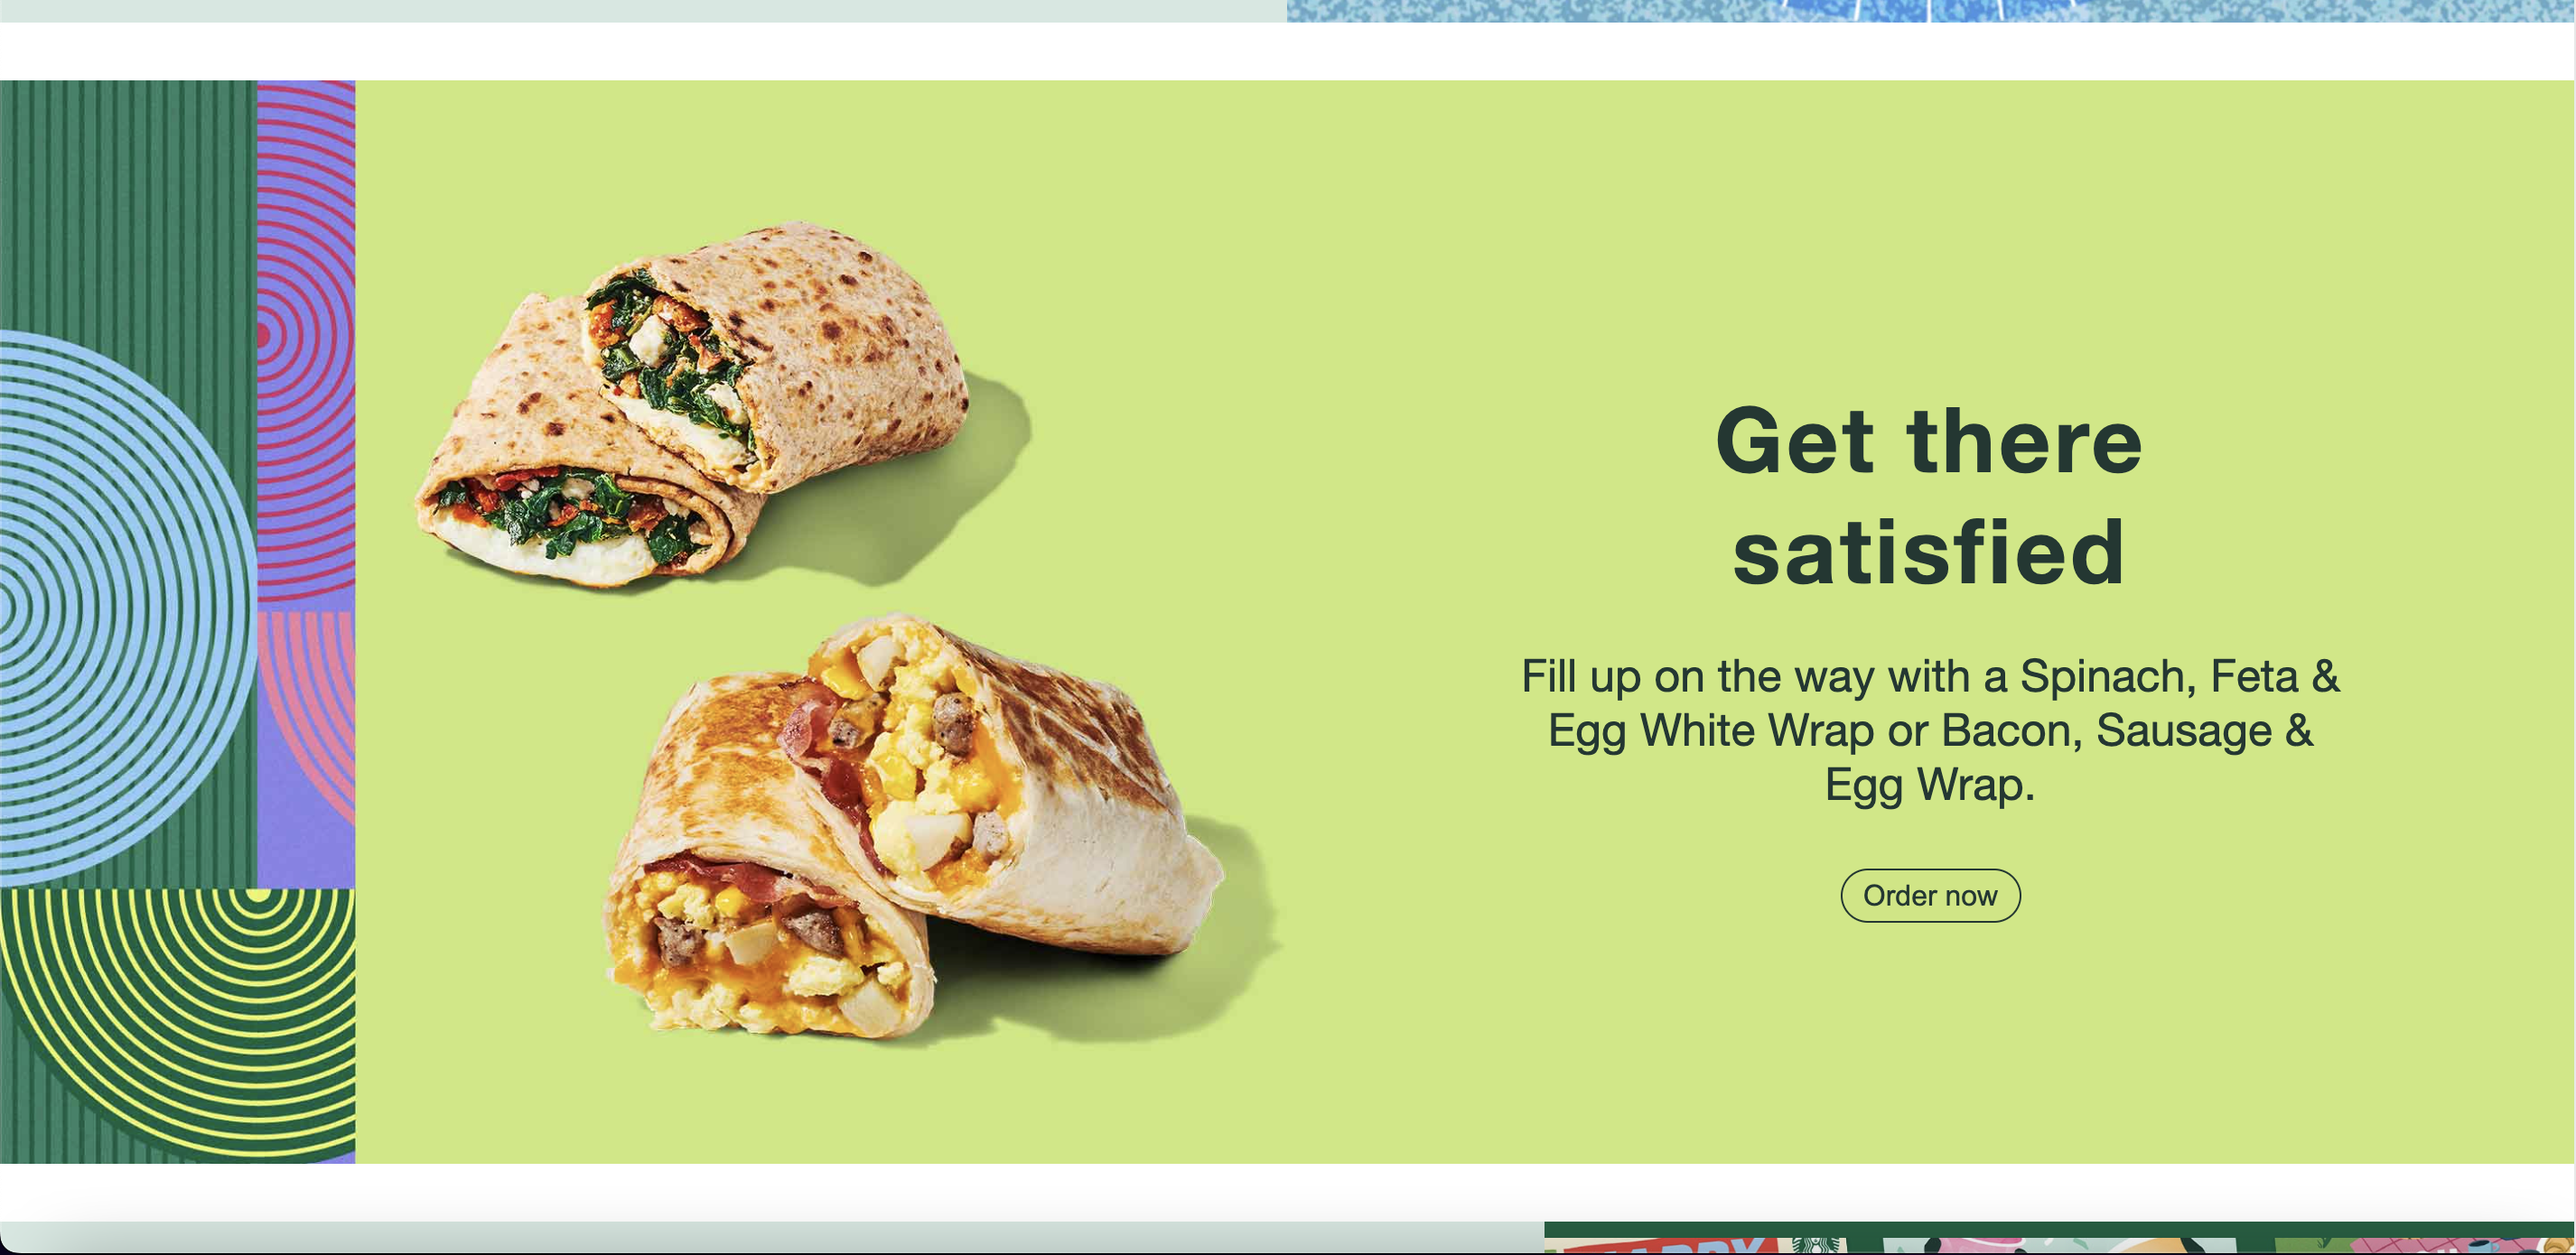 Get there
satisfied
Fill up on the way with a Spinach, Feta &
Egg White Wrap or Bacon, Sausage &
Egg Wrap.
Order now